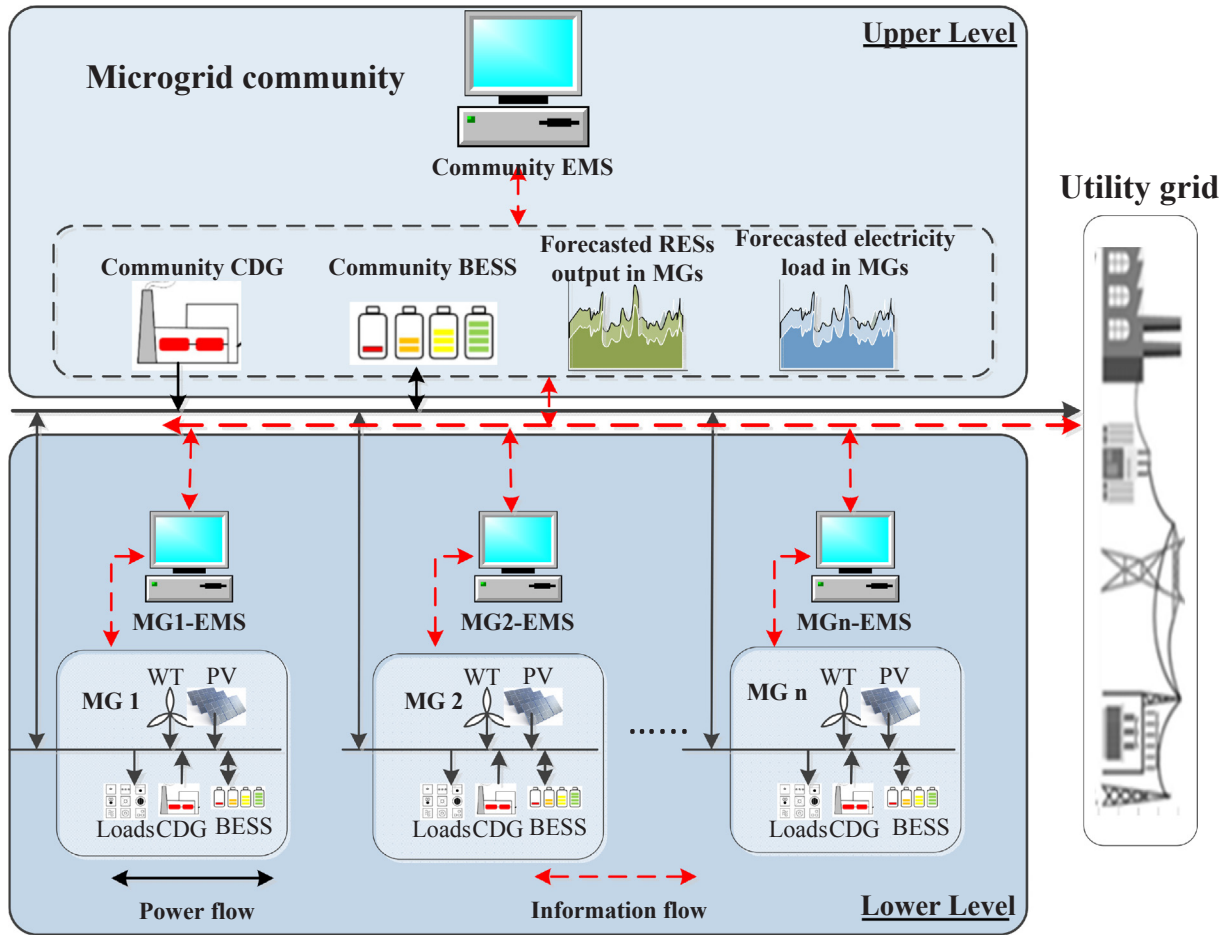 Upper Level
Microgrid community
Community EMS
Utility grid
Community CDG
Community BESS
Forecasted RESs
output in MGs
Forecasted electricity
load in MGs
MG1-EMS
MG2-EMS
MGn-EMS
MG 1
WT
PV
Loads
CDG
BESS
MG 2
WT
PV
Loads
CDG
BESS
......
MG n
WT
PV
Loads
CDG
BESS
Power flow
Information flow
Lower Level